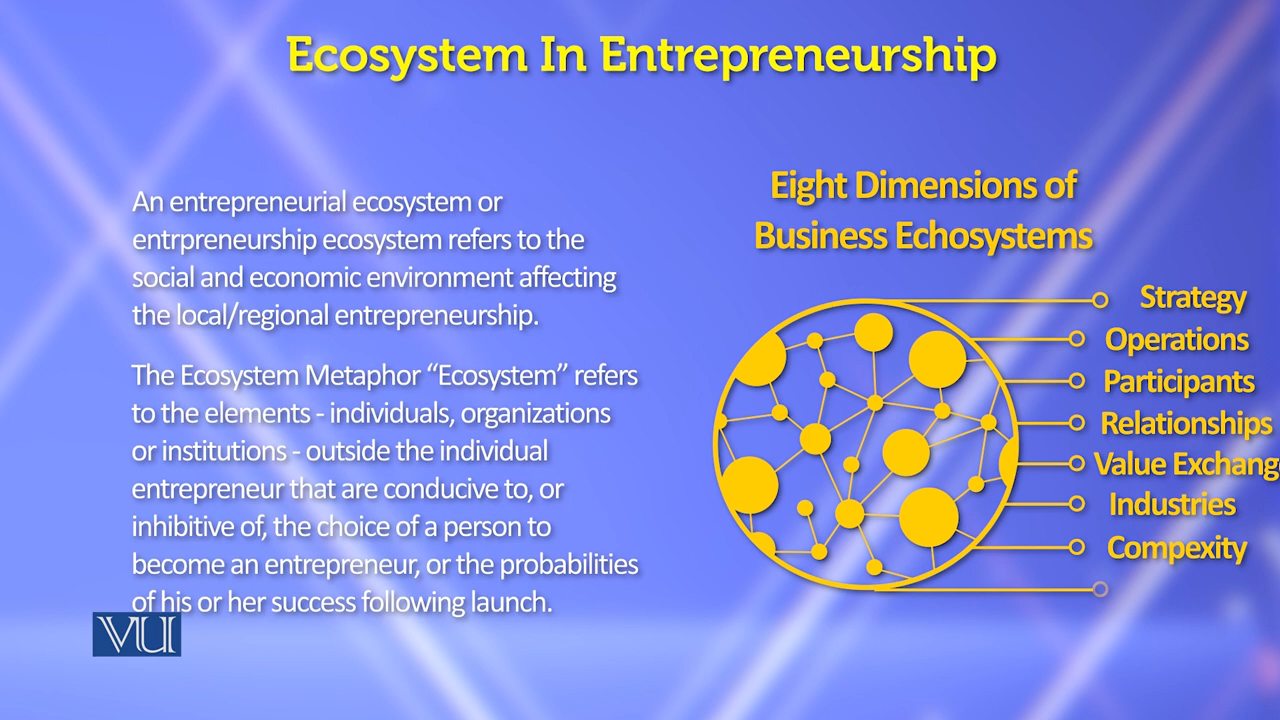 Ecosystem In Entrepreneurship
An entrepreneurial ecosystem or
entrpreneurship ecosystem refers to the
social and economic environment affecting
the local/regional entrepreneurship.
The Ecosystem Metaphor “Ecosystem” refers
to the elements - individuals, organizations
or institutions - outside the individual
entrepreneur that are conducive to, or
inhibitive of, the choice of a person to
become an entrepreneur, or the probabilities
of his or her success following launch.
VU
Eight Dimensions of
Business Echosystems
Strategy
Operations
Participants
Relationships
Value Exchang
Industries
Compexity